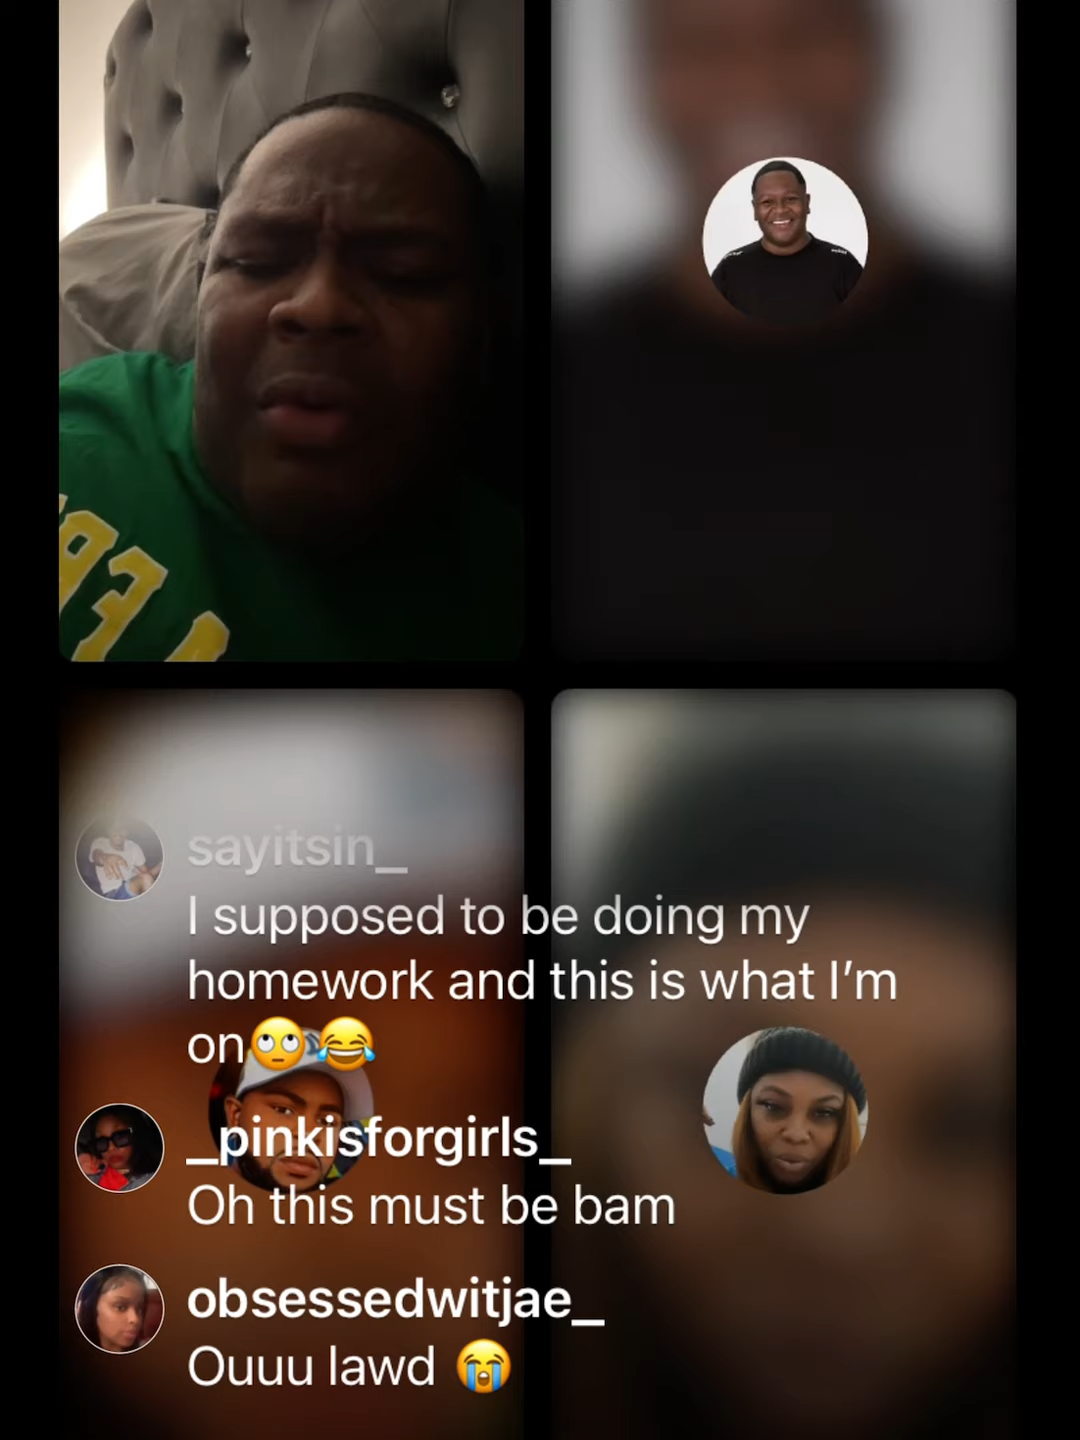 sayitsin_
I supposed to be doing my
homework and this is what I’m
on🙄😂
_pinkisforgirls_
Oh this must be bam
obsessedwitjae_
Ouuu lawd 😭